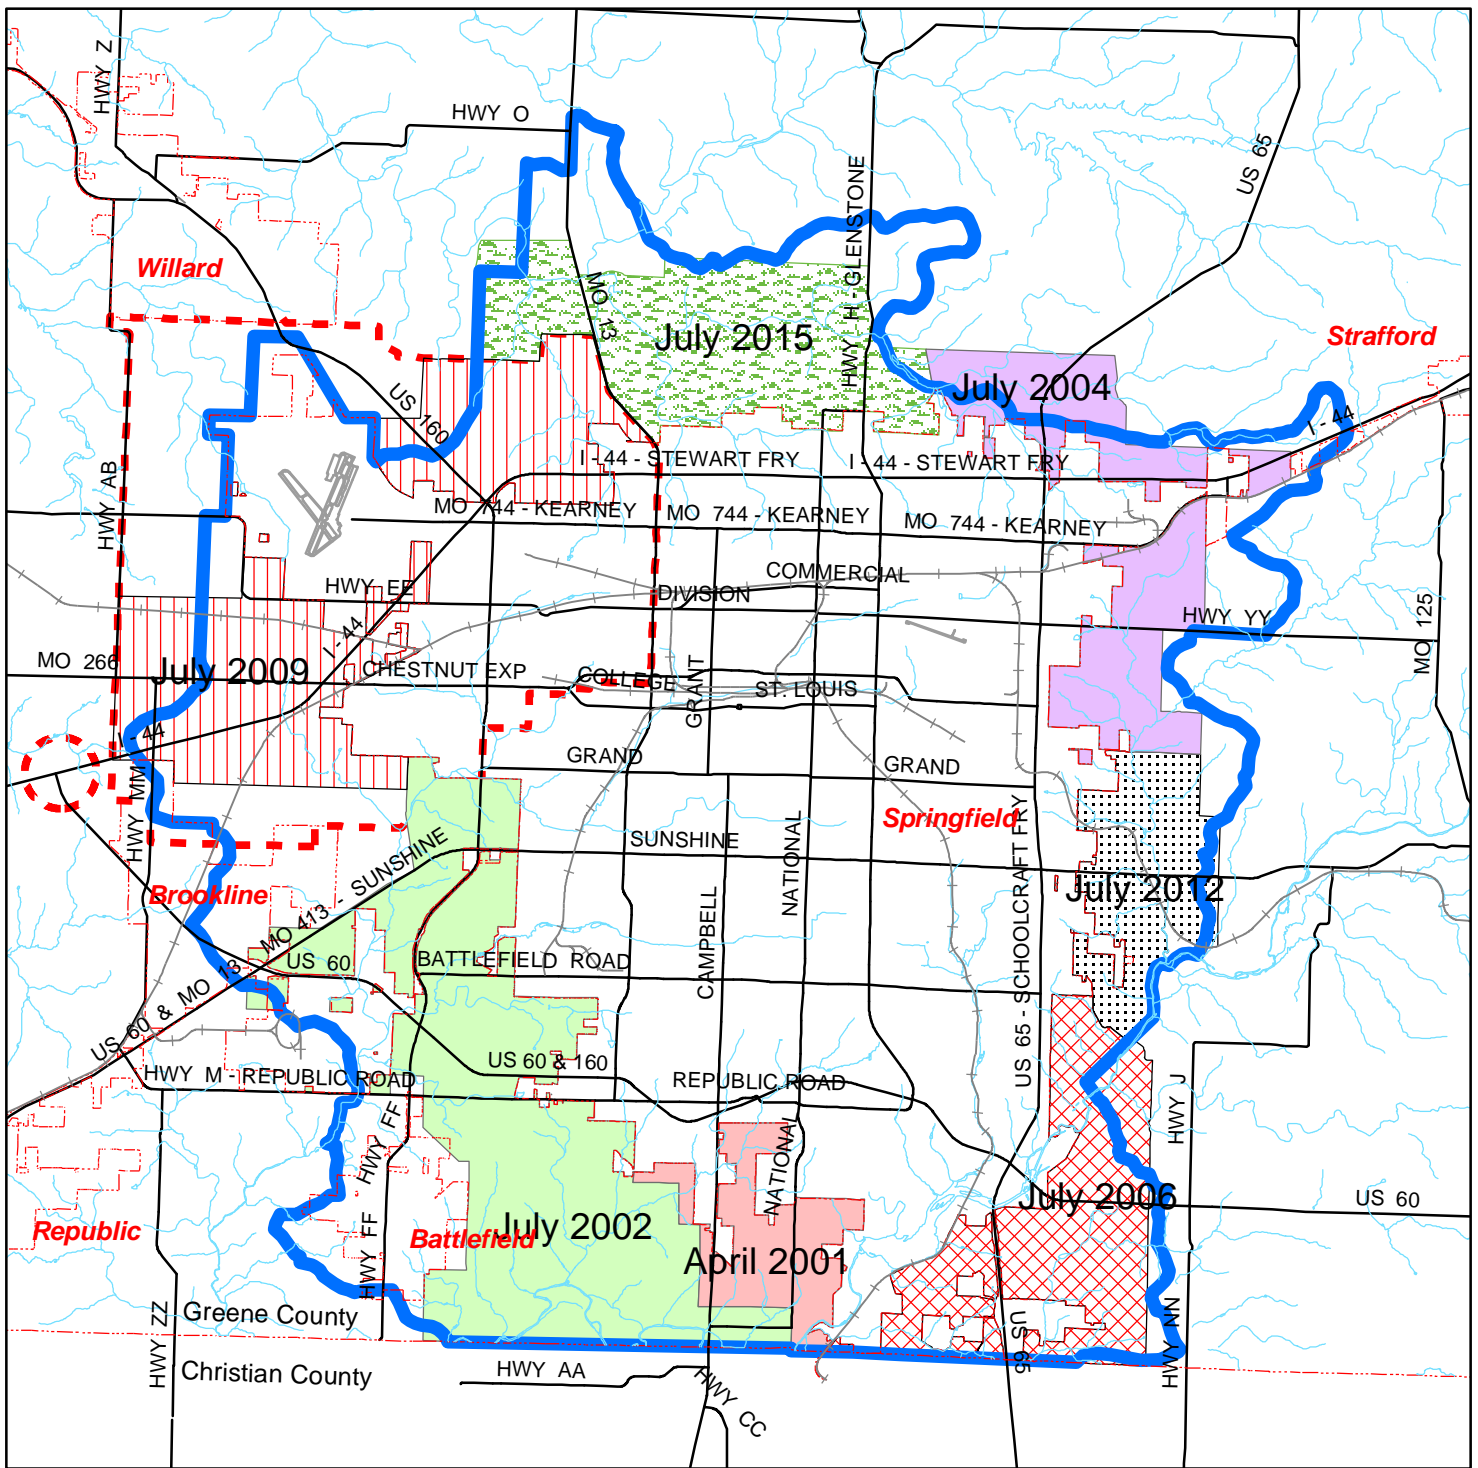 HWY Z
HWY O
US 65
HWY H - GLENSTONE
Willard
MO 13
July 2015
Strafford
July 2004
US 160
I - 44
I - 44 - STEWART FRY
I - 44 - STEWART FRY
HWY AB
MO 744 - KEARNEY
MO 744 - KEARNEY
MO 744 - KEARNEY
COMMERCIAL
HWY EE
DIVISION
HWY YY
MO 125
I - 44
MO 266
July 2009
CHESTNUT EXP
COLLEGE
GRANT
ST. LOUIS
- 44
GRAND
GRAND
HWY MM
SUNSHINE
NATIONAL
Springfield
US 65 - SCHOOLCRAFT FRY
MO 413 - SUNSHINE
Brookline
July 2012
CAMPBELL
US 60
BATTLEFIELD ROAD
US 60 & MO 13
US 60 & 160
HWY M - REPUBLIC ROAD
REPUBLIC ROAD
HWY J
HWY FF
NATIONAL
July 2006
US 60
Republic
HWY FF
Battlefield
July 2002
April 2001
HWY ZZ
Greene County
US 65
HWY NN
Christian County
HWY AA
HWY CC